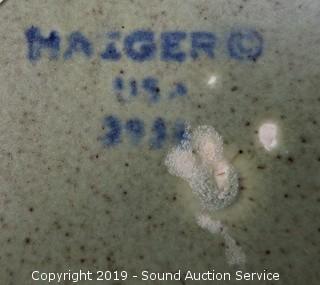 HAEGER©
USA
Copyright 2019 - Sound Auction Service